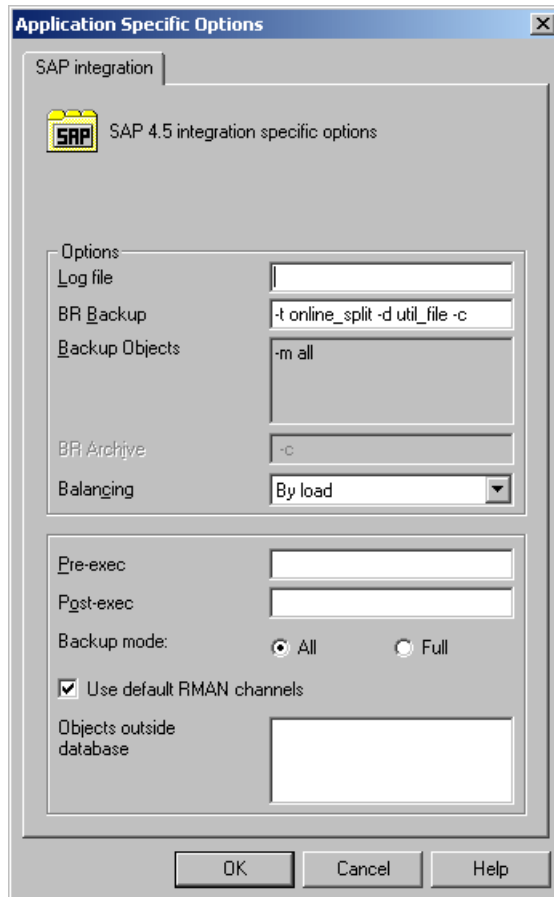 Application Specific Options
SAP integration
SAP
SAP 4.5 integration specific options
Options
Log file
BR Backup
-t online_split -d util_file -c
Backup Objects
-m all
BR Archive
-c
Balancing
By load
Pre-exec
Post-exec
Backup mode:
All
Full
Use default RMAN channels
Objects outside
database
OK
Cancel
Help